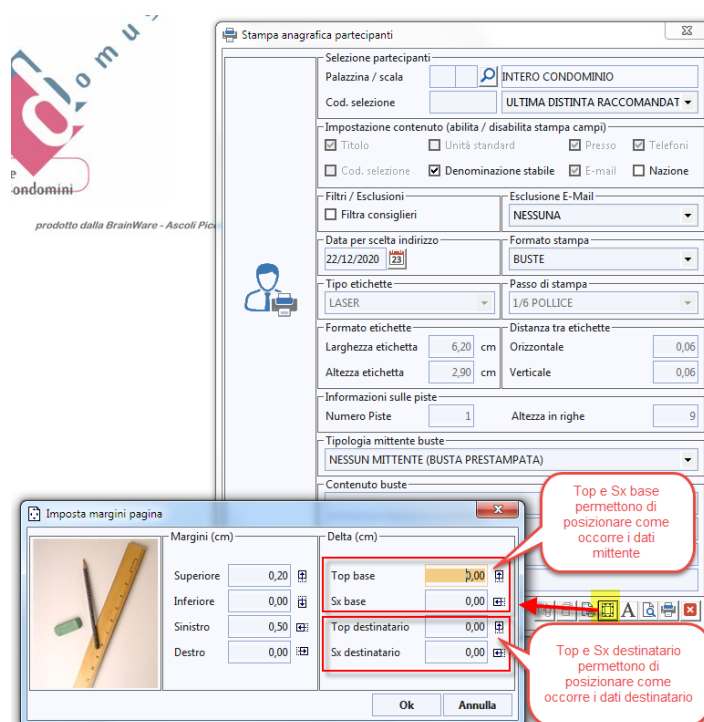 domus
e
ondomini
prodotto dalla BrainWare - Ascoli Pice
Stampa anagrafica partecipanti
Selezione partecipanti
Palazzina / scala
INTERO CONDOMINIO
Cod. selezione
ULTIMA DISTINTA RACCOMANDAT
Impostazione contenuto (abilita / disabilita stampa campi)
Titolo
Unità standard
Presso
Telefoni
Cod. selezione
Denominazione stabile
E-mail
Nazione
Filtri / Esclusioni
Filtra consiglieri
Esclusione E-Mail
NESSUNA
Data per scelta indirizzo
22/12/2020
23
Formato stampa
BUSTE
Tipo etichette
LASER
Passo di stampa
1/6 POLLICE
Formato etichette
Larghezza etichetta 6,20 cm
Altezza etichetta 2,90 cm
Distanza tra etichette
Orizzontale 0,06
Verticale 0,06
Informazioni sulle piste
Numero Piste 1
Altezza in righe 9
Tipologia mittente buste
NESSUN MITTENTE (BUSTA PRESTAMPATA)
Contenuto buste
Top e Sx base
permettono di
posizionare come
occorre i dati
mittente
Imposta margini pagina
Margini (cm)
Superiore 0,20
Inferiore 0,00
Sinistro 0,50
Destro 0,00
Delta (cm)
Top base 0,00
Sx base 0,00
Top destinatario 0,00
Sx destinatario 0,00
Ok
Annulla
A
Top e Sx destinatario
permettono di
posizionare come
occorre i dati destinatario